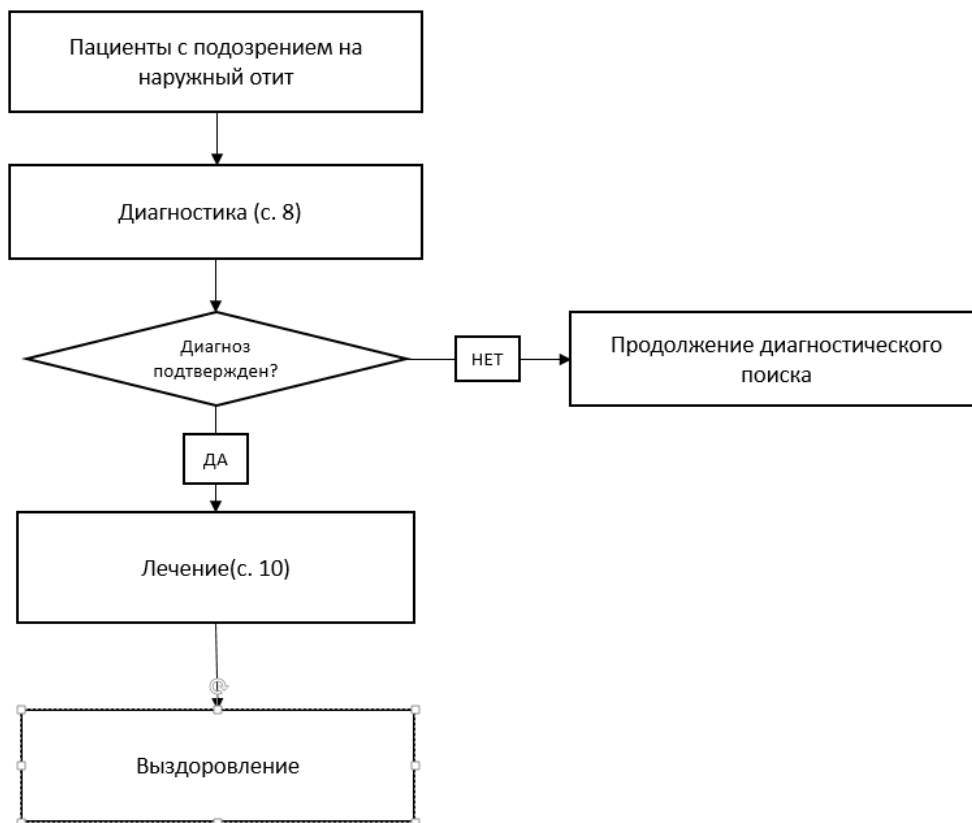 Пациенты с подозрением на
наружный отит
Диагностика (с. 8)
Диагноз
подтвержден?
НЕТ
Продолжение диагностического
поиска
ДА
Лечение(с. 10)
Выздоровление